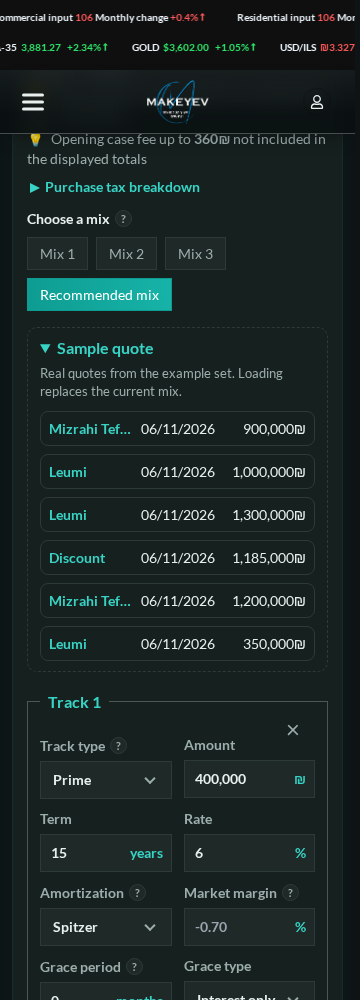 ommercial input 106 Monthly change +0.4%↑ Residential input 106 Mor
A-35 3,881.27 +2.34%↑ GOLD $3,602.00 +1.05%↑ USD/ILS ₪3.327
MAKEYEV
💡 Opening case fee up to 360₪ not included in
the displayed totals
▶ Purchase tax breakdown
Choose a mix ?
Mix 1 Mix 2 Mix 3
Recommended mix
▼ Sample quote
Real quotes from the example set. Loading
replaces the current mix.
Mizrahi Tef… 06/11/2026 900,000₪
Leumi 06/11/2026 1,000,000₪
Leumi 06/11/2026 1,300,000₪
Discount 06/11/2026 1,185,000₪
Mizrahi Tef… 06/11/2026 1,200,000₪
Leumi 06/11/2026 350,000₪
Track 1
×
Track type ? Amount
Prime 400,000 ₪
Term Rate
15 years 6 %
Amortization ? Market margin ?
Spitzer -0.70 %
Grace period ? Grace type
0 months Interest only